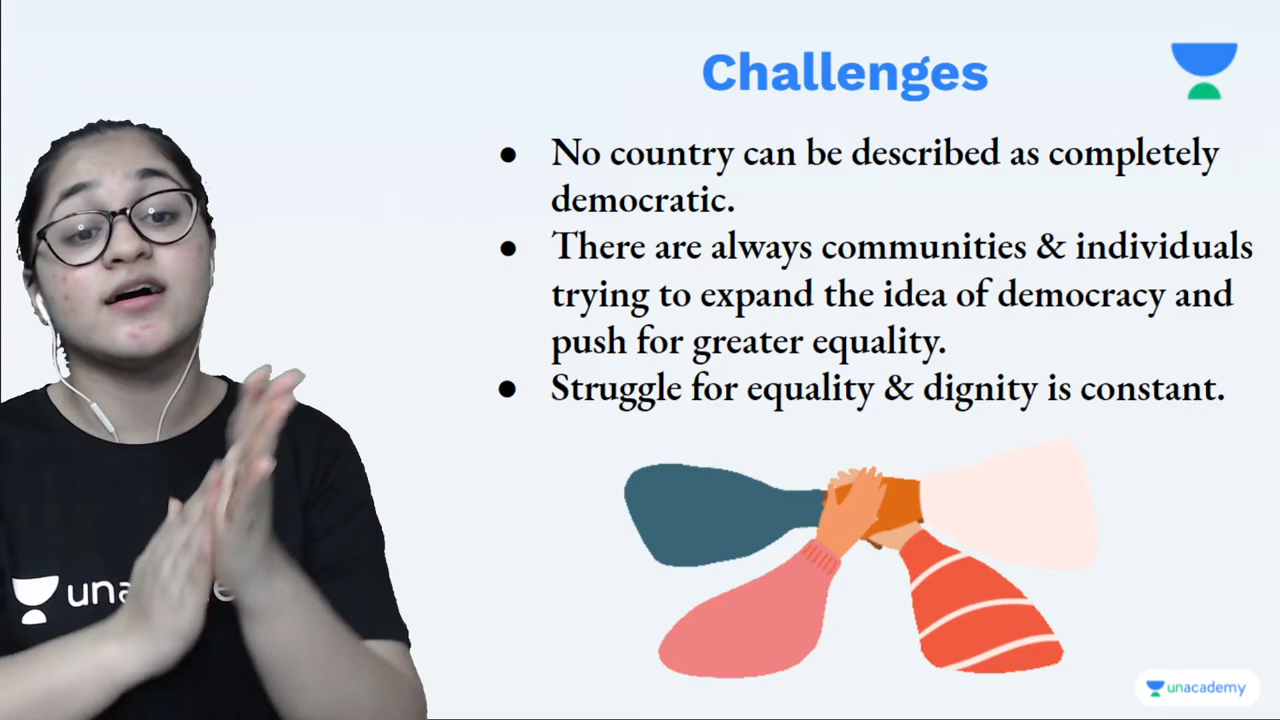 Challenges
● No country can be described as completely
democratic.
● There are always communities & individuals
trying to expand the idea of democracy and
push for greater equality.
● Struggle for equality & dignity is constant.
unacademy